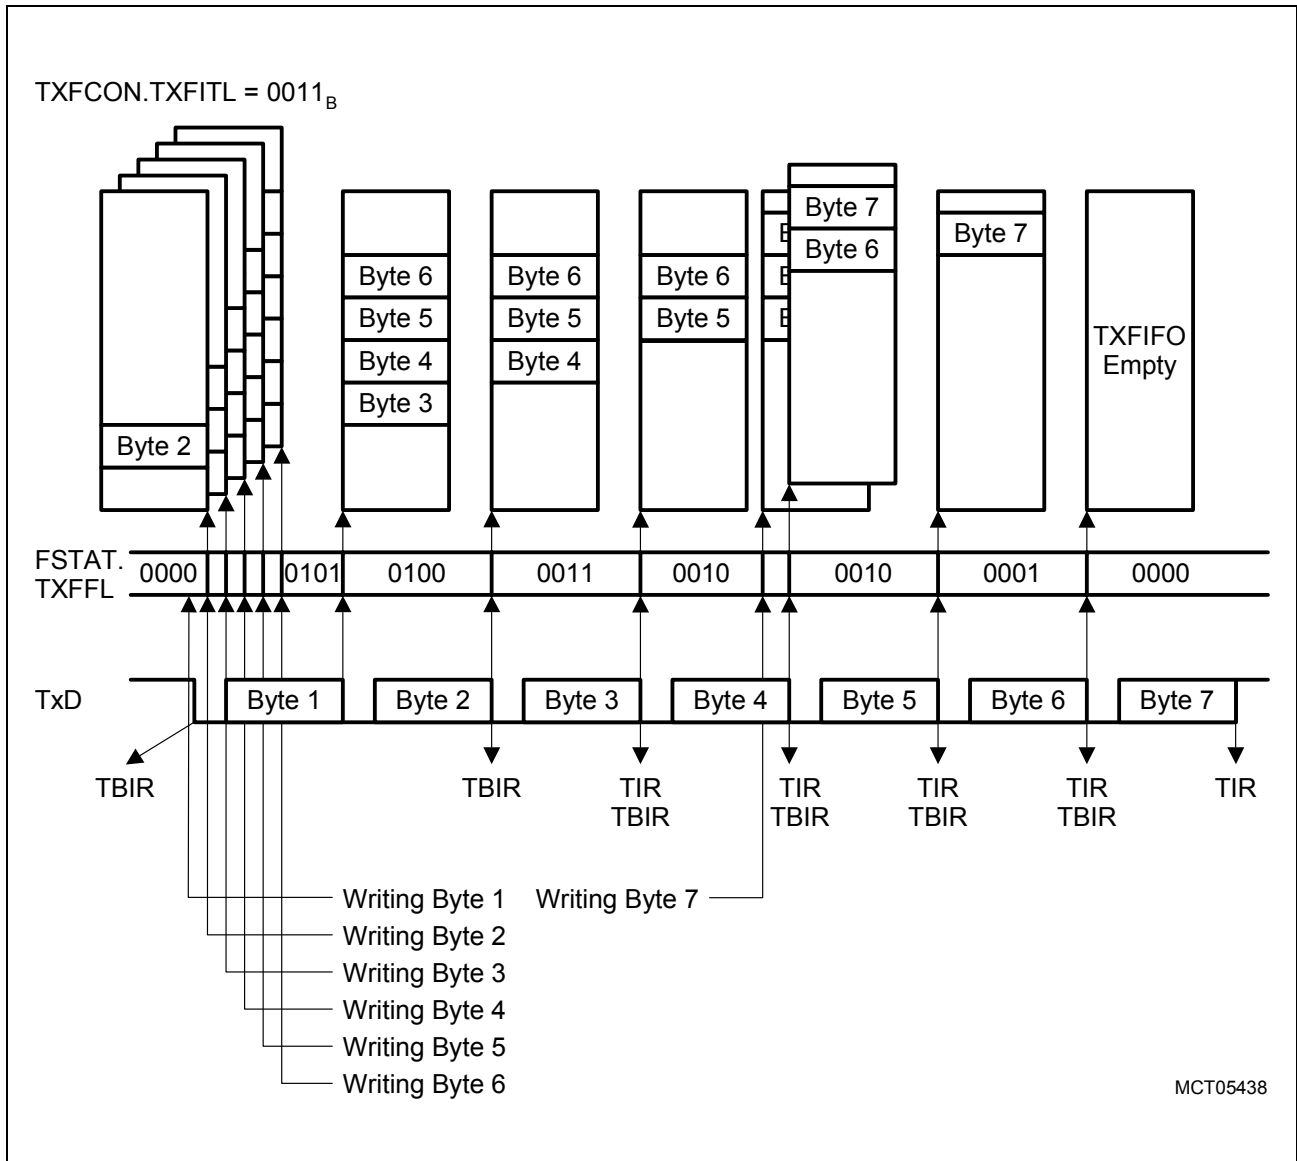 TXFCON.TXFITL = 0011B
Byte 2
Byte 6
Byte 5
Byte 4
Byte 3
Byte 6
Byte 5
Byte 4
Byte 6
Byte 5
Byte 7
Byte 6
Byte 7
TXFIFO
Empty
FSTAT.
TXFFL
0000 0101 0100 0011 0010 0010 0001 0000
TxD
Byte 1 Byte 2 Byte 3 Byte 4 Byte 5 Byte 6 Byte 7
TBIR TBIR TIR TIR TIR TIR TIR
TBIR TBIR TBIR TBIR
Writing Byte 1 Writing Byte 7
Writing Byte 2
Writing Byte 3
Writing Byte 4
Writing Byte 5
Writing Byte 6
MCT05438